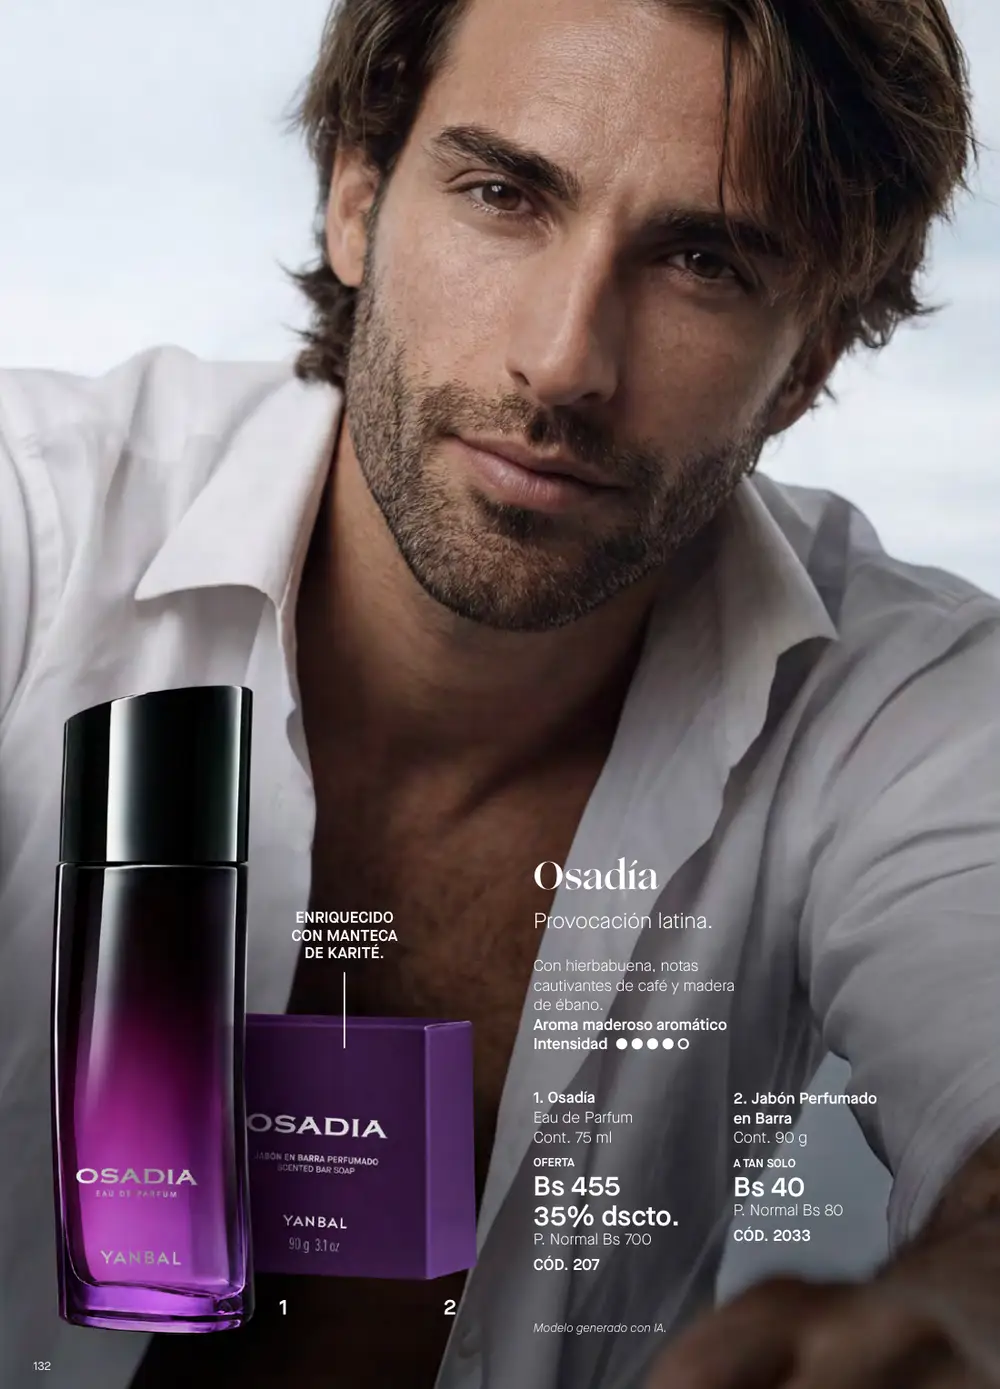 ENRIQUECIDO
CON MANTECA
DE KARITÉ.
OSADIA
EAU DE PARFUM
YANBAL
OSADIA
JABÓN EN BARRA PERFUMADO
SCENTED BAR SOAP
YANBAL
90 g 3.1 oz
1
2
Osadía
Provocación latina.
Con hierbabuena, notas
cautivantes de café y madera
de ébano.
Aroma maderoso aromático
Intensidad
1. Osadía
Eau de Parfum
Cont. 75 ml
OFERTA
Bs 455
35% dscto.
P. Normal Bs 700
CÓD. 207
2. Jabón Perfumado
en Barra
Cont. 90 g
A TAN SOLO
Bs 40
P. Normal Bs 80
CÓD. 2033
Modelo generado con IA.
132